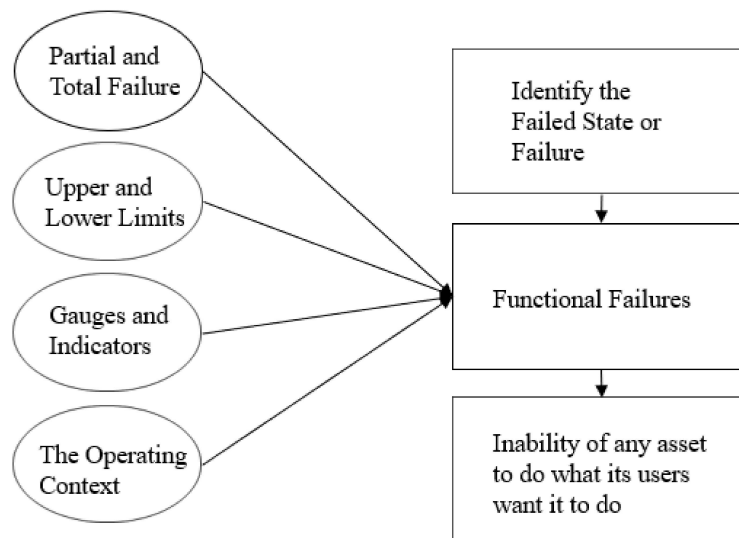 Partial and
Total Failure
Upper and
Lower Limits
Gauges and
Indicators
The Operating
Context
Identify the
Failed State or
Failure
Functional Failures
Inability of any asset
to do what its users
want it to do